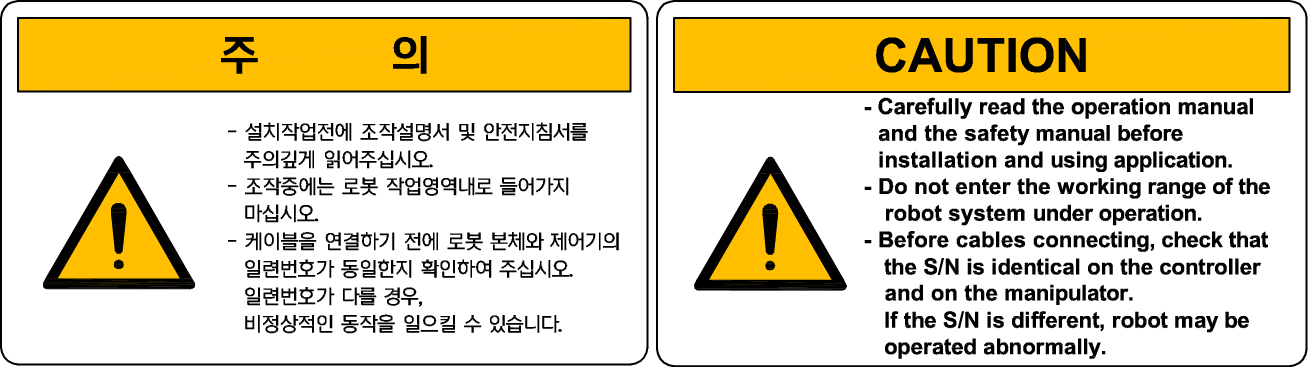 주 의
- 설치작업전에 조작설명서 및 안전지침서를
주의깊게 읽어주십시오.
- 조작중에는 로봇 작업영역내로 들어가지
마십시오.
- 케이블을 연결하기 전에 로봇 본체와 제어기의
일련번호가 동일한지 확인하여 주십시오.
일련번호가 다를 경우,
비정상적인 동작을 일으킬 수 있습니다.
CAUTION
- Carefully read the operation manual
and the safety manual before
installation and using application.
- Do not enter the working range of the
robot system under operation.
- Before cables connecting, check that
the S/N is identical on the controller
and on the manipulator.
If the S/N is different, robot may be
operated abnormally.